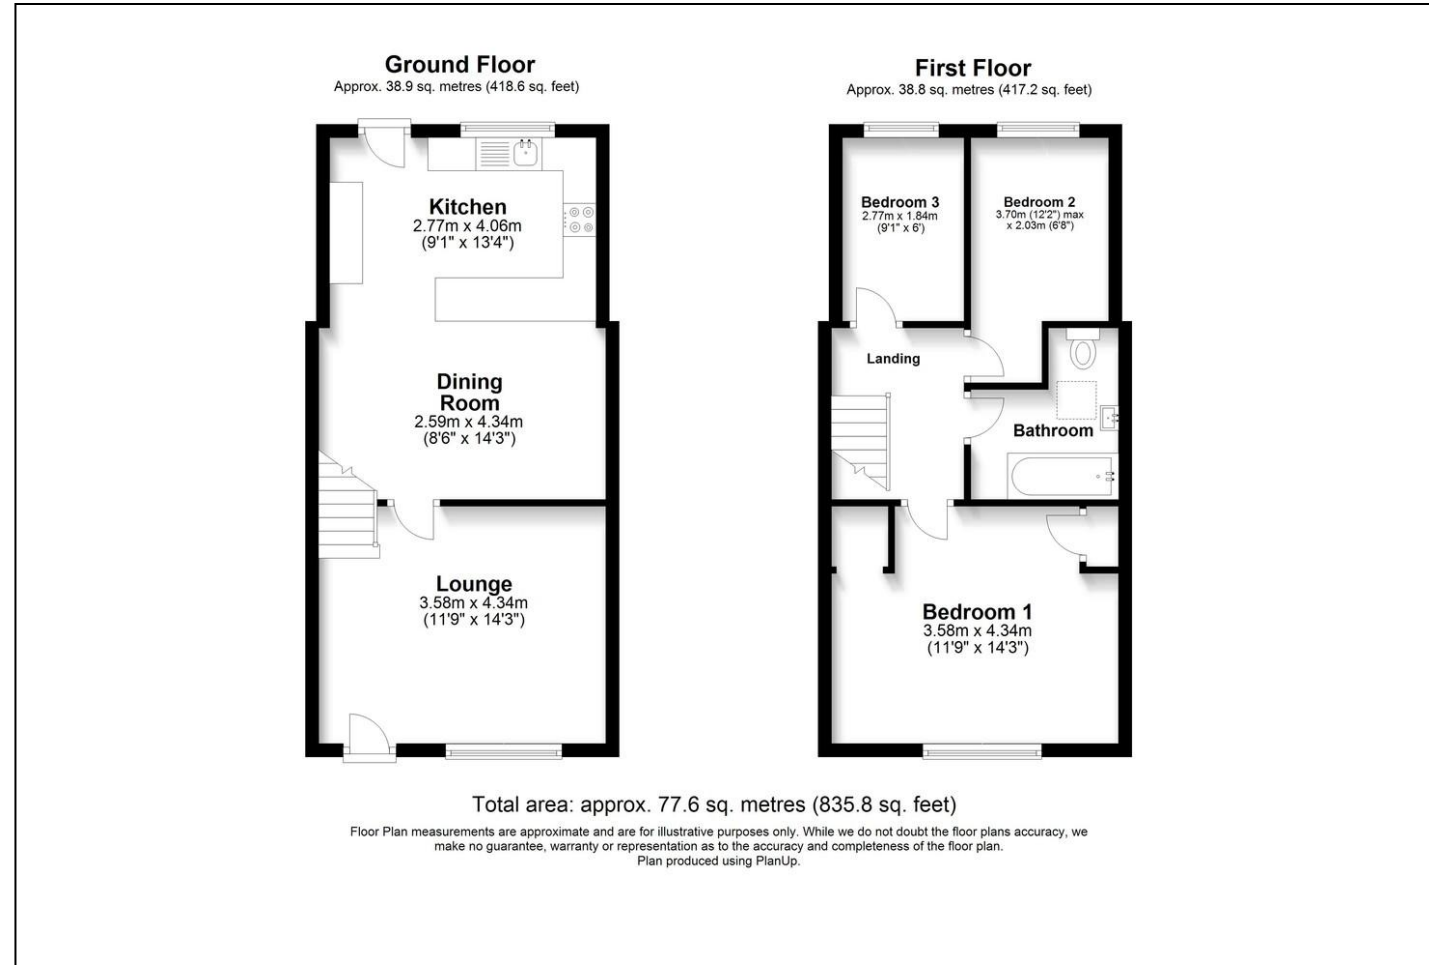 Ground Floor
Approx. 38.9 sq. metres (418.6 sq. feet)
Kitchen
2.77m x 4.06m
(9'1" x 13'4")
Dining
Room
2.59m x 4.34m
(8'6" x 14'3")
Lounge
3.58m x 4.34m
(11'9" x 14'3")
First Floor
Approx. 38.8 sq. metres (417.2 sq. feet)
Bedroom 3
2.77m x 1.84m
(9'1" x 6')
Bedroom 2
3.70m (12'2") max
x 2.03m (6'8")
Landing
Bathroom
Bedroom 1
3.58m x 4.34m
(11'9" x 14'3")
Total area: approx. 77.6 sq. metres (835.8 sq. feet)
Floor Plan measurements are approximate and are for illustrative purposes only. While we do not doubt the floor plans accuracy, we
make no guarantee, warranty or representation as to the accuracy and completeness of the floor plan.
Plan produced using PlanUp.